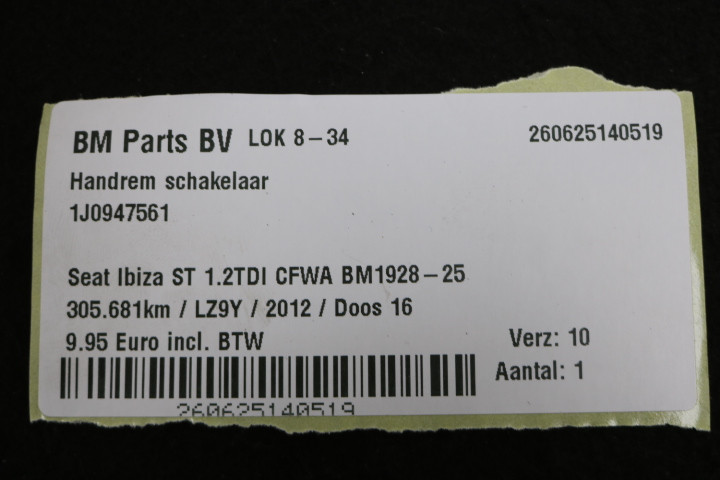 BM Parts BV LOK 8-34 260625140519
Handrem schakelaar
1J0947561
Seat Ibiza ST 1.2TDI CFWA BM1928-25
305.681km / LZ9Y / 2012 / Doos 16
9.95 Euro incl. BTW Verz: 10
Aantal: 1
260625140519